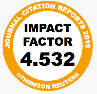 JOURNAL CITATION REPORTS 2015
IMPACT
FACTOR
4.532
©THOMSON REUTERS